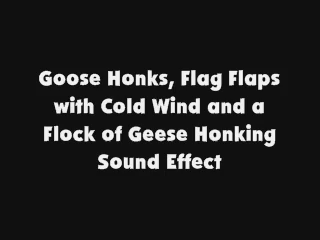 Goose Honks, Flag Flaps
with Cold Wind and a
Flock of Geese Honking
Sound Effect